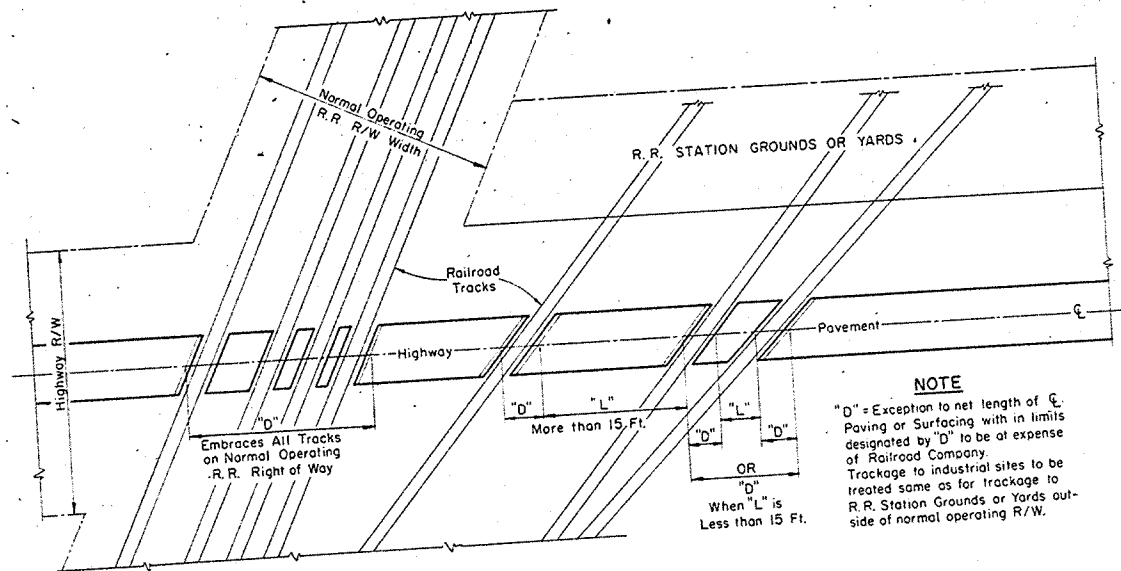 Normal Operating
R.R. R/W Width
R.R. STATION GROUNDS OR YARDS
Railroad
Tracks
Highway R/W
Highway
Pavement
℄
"D"
Embraces All Tracks
on Normal Operating
R.R. Right of Way
"D"
"L"
More than 15 Ft.
"D"
"L"
"D"
OR
"D"
When "L" is
Less than 15 Ft.
NOTE
"D" = Exception to net length of ℄
Paving or Surfacing with in limits
designated by "D" to be at expense
of Railroad Company.
Trackage to industrial sites to be
treated same as for trackage to
R.R. Station Grounds or Yards out-
side of normal operating R/W.